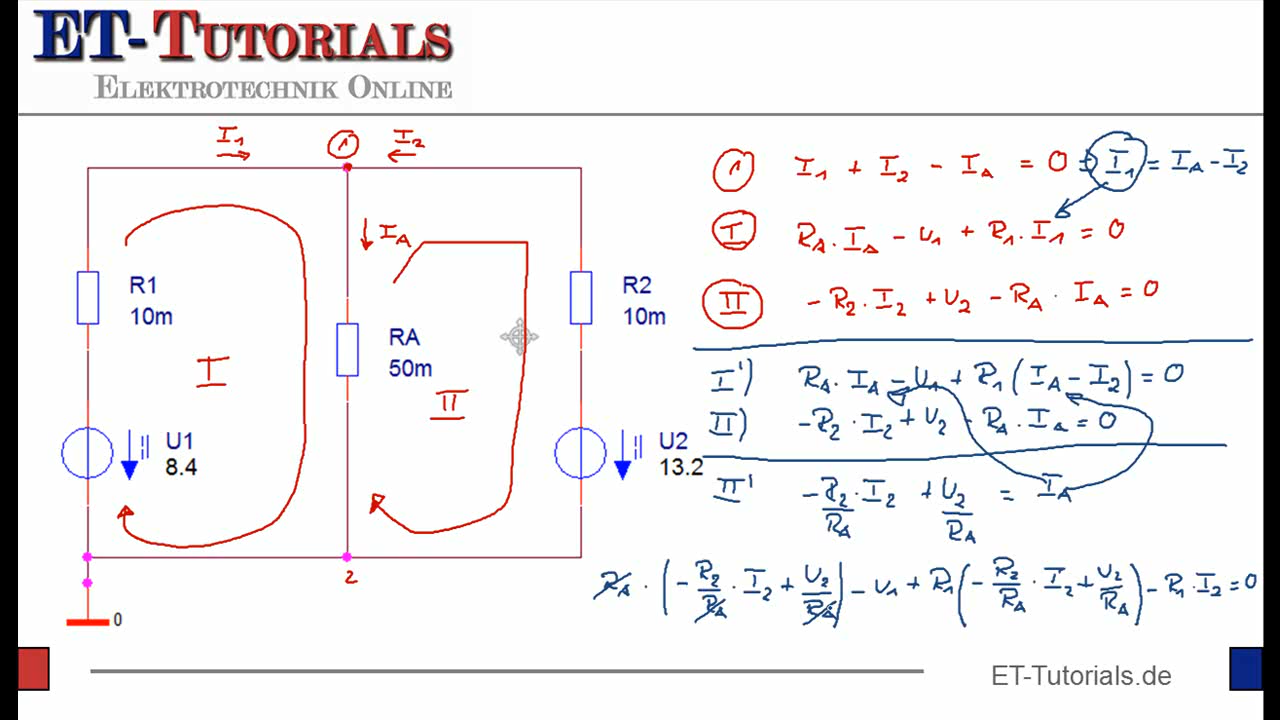 ET-TUTORIALS
ELEKTROTECHNIK ONLINE
I1 1 I2
IA
R1
10m
RA
50m
R2
10m
I
II
U1
8.4
U2
13.2
2
0
1 I1 + I2 - IA = 0 ⇒ I1 = IA - I2
I RA · IA - U1 + R1 · I1 = 0
II -R2 · I2 + U2 - RA · IA = 0
I') RA · IA - U1 + R1 (IA - I2) = 0
II) -R2 · I2 + U2 - RA · IA = 0
II' -R2/RA · I2 + U2/RA = IA
RA · (-R2/RA · I2 + U2/RA) - U1 + R1 (-R2/RA · I2 + U2/RA) - R1 · I2 = 0
ET-Tutorials.de